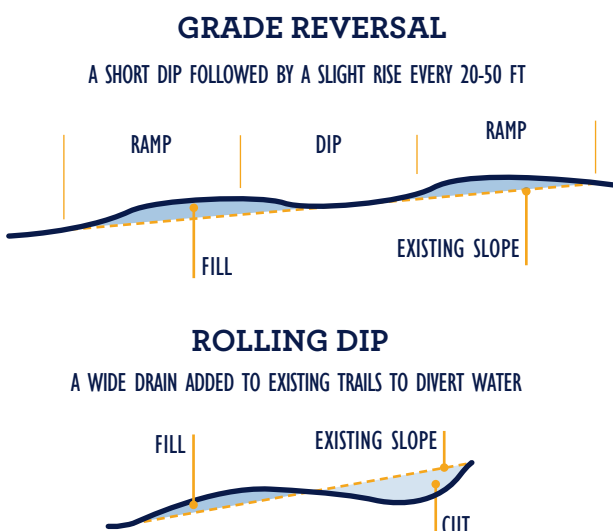 GRADE REVERSAL
A SHORT DIP FOLLOWED BY A SLIGHT RISE EVERY 20-50 FT
RAMP
DIP
RAMP
FILL
EXISTING SLOPE
ROLLING DIP
A WIDE DRAIN ADDED TO EXISTING TRAILS TO DIVERT WATER
FILL
EXISTING SLOPE
CUT